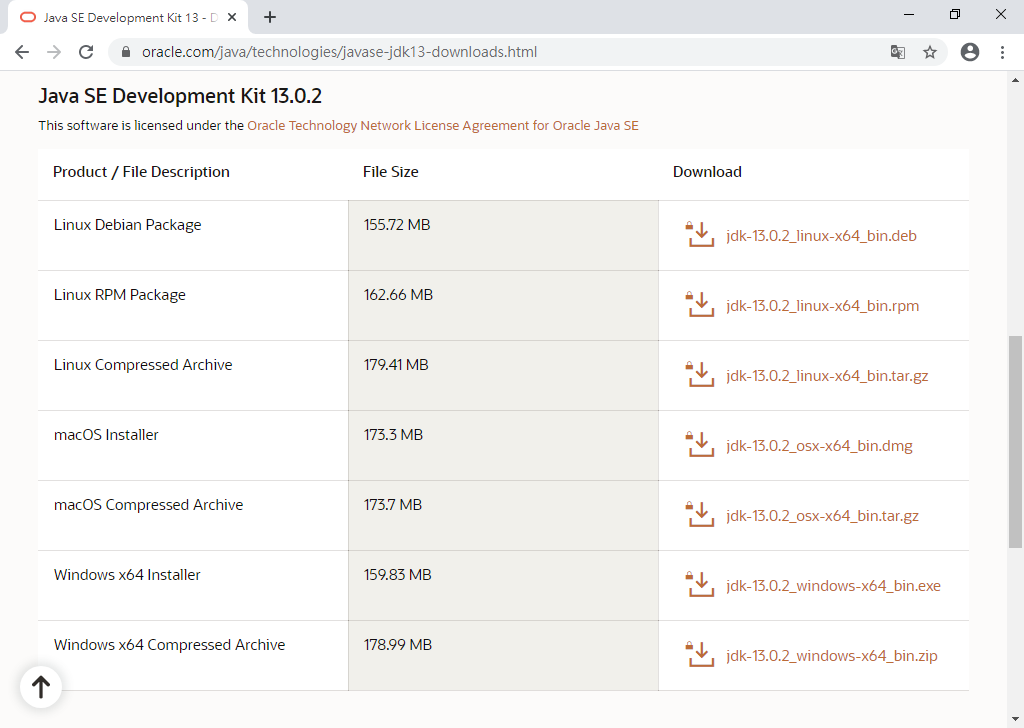 Java SE Development Kit 13 - D
oracle.com/java/technologies/javase-jdk13-downloads.html
Java SE Development Kit 13.0.2
This software is licensed under the Oracle Technology Network License Agreement for Oracle Java SE
Product / File Description File Size Download
Linux Debian Package 155.72 MB jdk-13.0.2_linux-x64_bin.deb
Linux RPM Package 162.66 MB jdk-13.0.2_linux-x64_bin.rpm
Linux Compressed Archive 179.41 MB jdk-13.0.2_linux-x64_bin.tar.gz
macOS Installer 173.3 MB jdk-13.0.2_osx-x64_bin.dmg
macOS Compressed Archive 173.7 MB jdk-13.0.2_osx-x64_bin.tar.gz
Windows x64 Installer 159.83 MB jdk-13.0.2_windows-x64_bin.exe
Windows x64 Compressed Archive 178.99 MB jdk-13.0.2_windows-x64_bin.zip